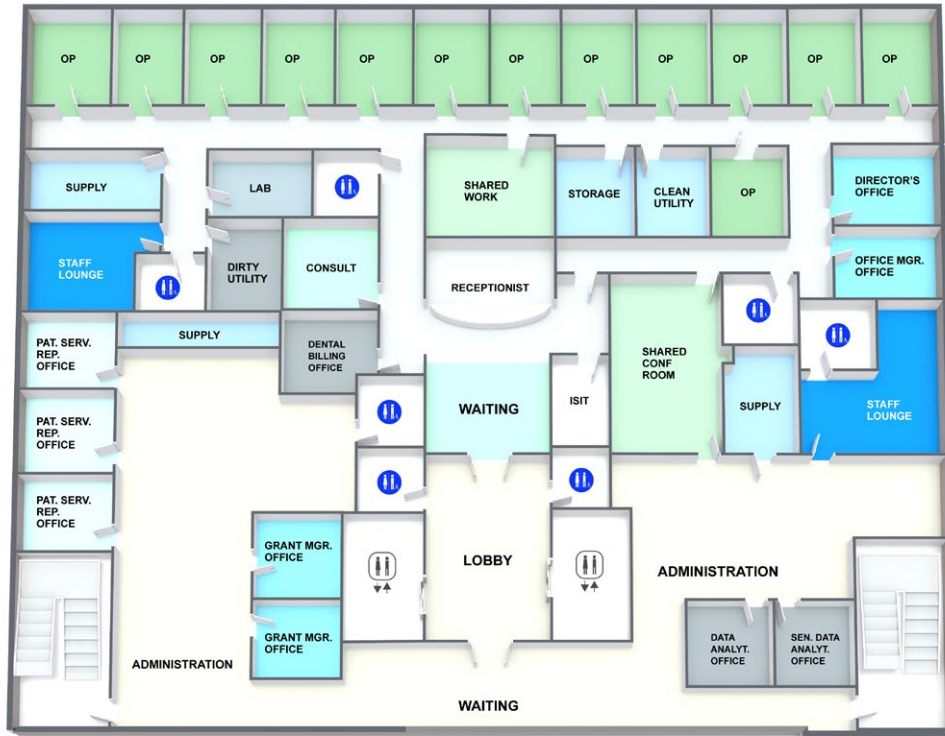 OP
OP
OP
OP
OP
OP
OP
OP
OP
OP
OP
OP
SUPPLY
LAB
SHARED
WORK
STORAGE
CLEAN
UTILITY
OP
DIRECTOR'S
OFFICE
STAFF
LOUNGE
DIRTY
UTILITY
CONSULT
RECEPTIONIST
OFFICE MGR.
OFFICE
PAT. SERV.
REP.
OFFICE
SUPPLY
DENTAL
BILLING
OFFICE
SHARED
CONF
ROOM
PAT. SERV.
REP.
OFFICE
WAITING
ISIT
SUPPLY
STAFF
LOUNGE
PAT. SERV.
REP.
OFFICE
GRANT MGR.
OFFICE
LOBBY
ADMINISTRATION
GRANT MGR.
OFFICE
DATA
ANALYT.
OFFICE
SEN. DATA
ANALYT.
OFFICE
ADMINISTRATION
WAITING